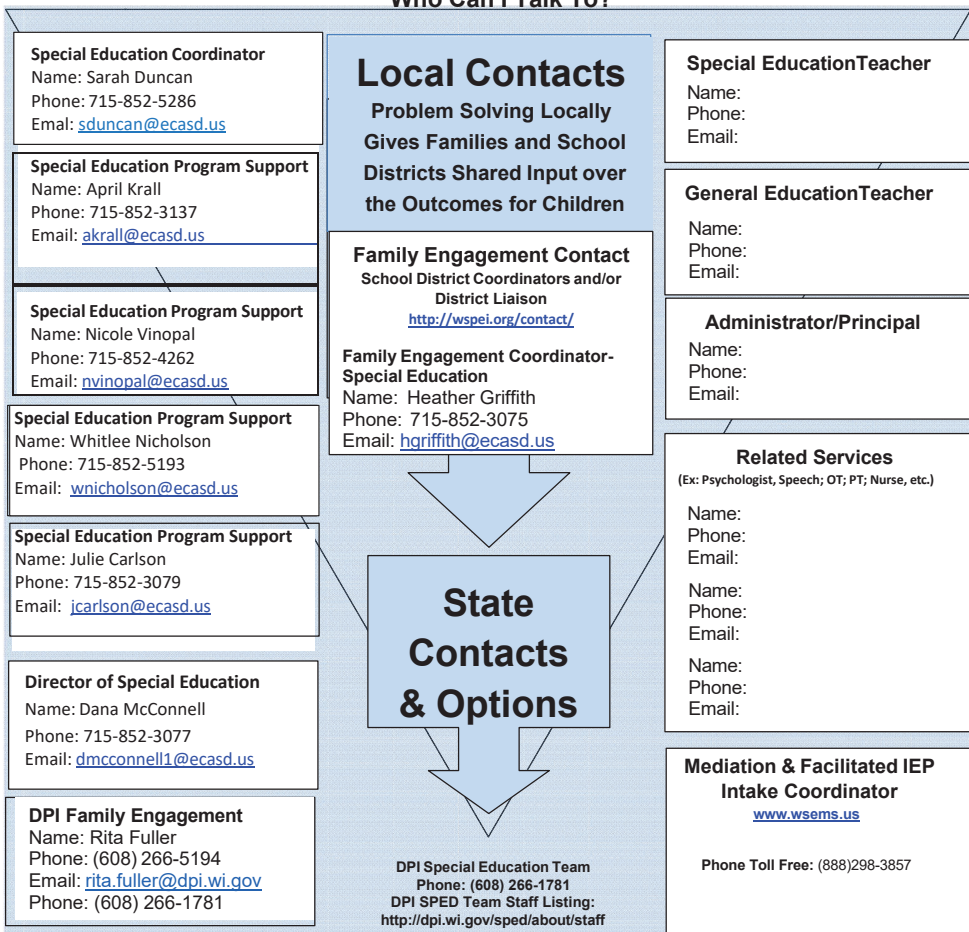 Who Can I Talk To?
Special Education Coordinator
Name: Sarah Duncan
Phone: 715-852-5286
Emal: sduncan@ecasd.us
Special Education Program Support
Name: April Krall
Phone: 715-852-3137
Email: akrall@ecasd.us
Special Education Program Support
Name: Nicole Vinopal
Phone: 715-852-4262
Email: nvinopal@ecasd.us
Special Education Program Support
Name: Whitlee Nicholson
Phone: 715-852-5193
Email: wnicholson@ecasd.us
Special Education Program Support
Name: Julie Carlson
Phone: 715-852-3079
Email: jcarlson@ecasd.us
Director of Special Education
Name: Dana McConnell
Phone: 715-852-3077
Email: dmcconnell1@ecasd.us
DPI Family Engagement
Name: Rita Fuller
Phone: (608) 266-5194
Email: rita.fuller@dpi.wi.gov
Phone: (608) 266-1781
Local Contacts
Problem Solving Locally
Gives Families and School
Districts Shared Input over
the Outcomes for Children
Family Engagement Contact
School District Coordinators and/or
District Liaison
http://wspei.org/contact/
Family Engagement Coordinator-
Special Education
Name: Heather Griffith
Phone: 715-852-3075
Email: hgriffith@ecasd.us
State
Contacts
& Options
DPI Special Education Team
Phone: (608) 266-1781
DPI SPED Team Staff Listing:
http://dpi.wi.gov/sped/about/staff
Special EducationTeacher
Name:
Phone:
Email:
General EducationTeacher
Name:
Phone:
Email:
Administrator/Principal
Name:
Phone:
Email:
Related Services
(Ex: Psychologist, Speech; OT; PT; Nurse, etc.)
Name:
Phone:
Email:
Name:
Phone:
Email:
Name:
Phone:
Email:
Mediation & Facilitated IEP
Intake Coordinator
www.wsems.us
Phone Toll Free: (888)298-3857